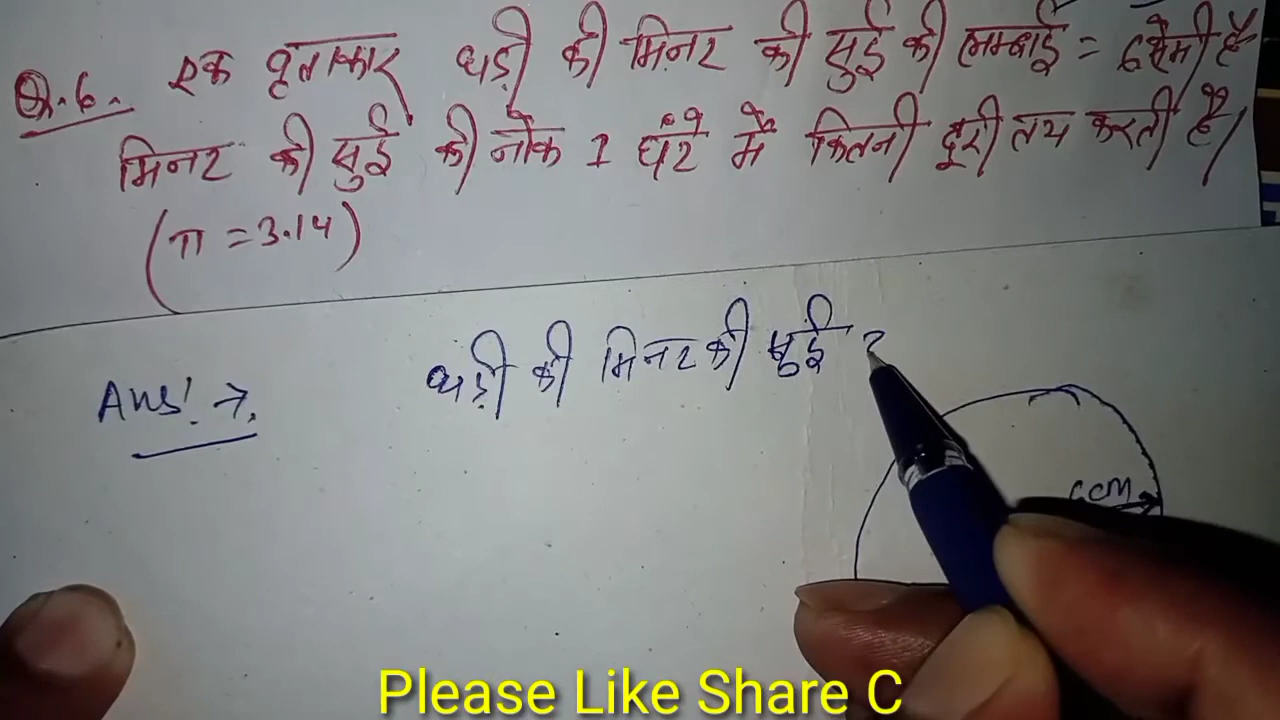 Q.6. एक वृताकार घड़ी की मिनट की सुई की लम्बाई = 6 सेमी है
मिनट की सुई की नोक 1 घंटे में कितनी दूरी तय करती है।
(π = 3.14)
Ans! →. घड़ी की मिनट की सुई
6CM
Please Like Share C